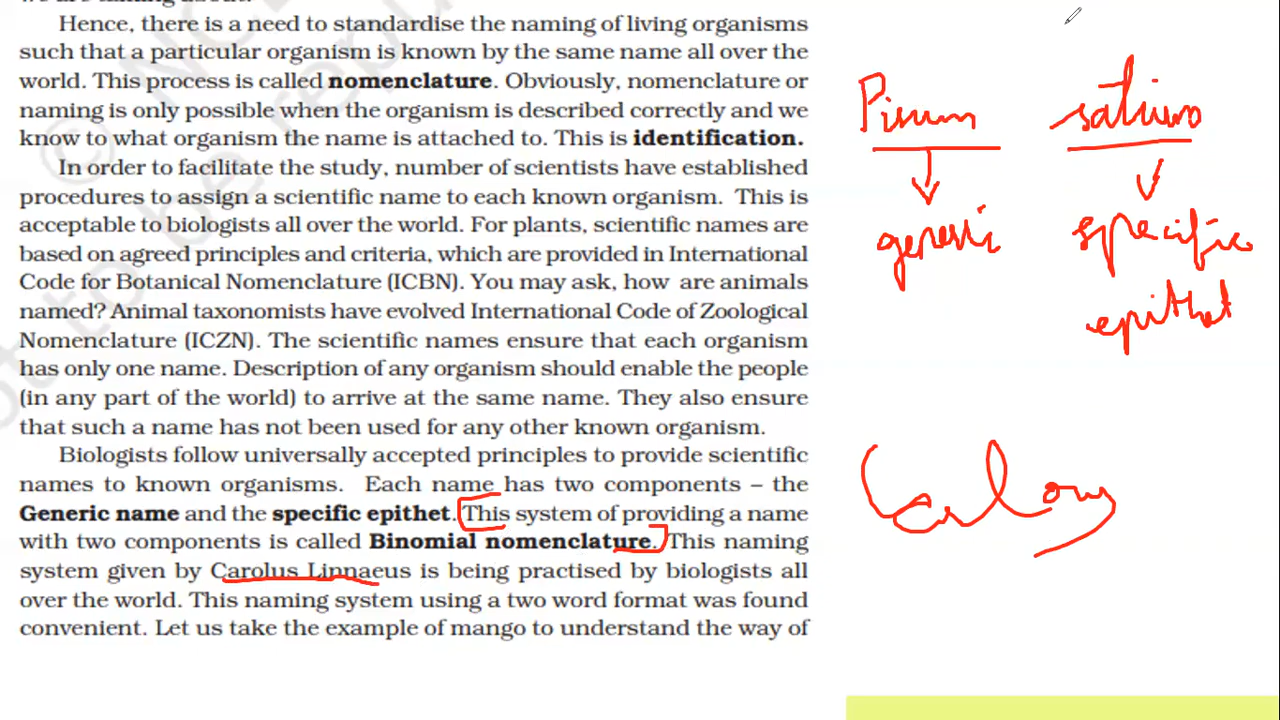 Hence, there is a need to standardise the naming of living organisms
such that a particular organism is known by the same name all over the
world. This process is called nomenclature. Obviously, nomenclature or
naming is only possible when the organism is described correctly and we
know to what organism the name is attached to. This is identification.
In order to facilitate the study, number of scientists have established
procedures to assign a scientific name to each known organism. This is
acceptable to biologists all over the world. For plants, scientific names are
based on agreed principles and criteria, which are provided in International
Code for Botanical Nomenclature (ICBN). You may ask, how are animals
named? Animal taxonomists have evolved International Code of Zoological
Nomenclature (ICZN). The scientific names ensure that each organism
has only one name. Description of any organism should enable the people
(in any part of the world) to arrive at the same name. They also ensure
that such a name has not been used for any other known organism.
Biologists follow universally accepted principles to provide scientific
names to known organisms. Each name has two components – the
Generic name and the specific epithet. This system of providing a name
with two components is called Binomial nomenclature. This naming
system given by Carolus Linnaeus is being practised by biologists all
over the world. This naming system using a two word format was found
convenient. Let us take the example of mango to understand the way of
generic
specific
epithet